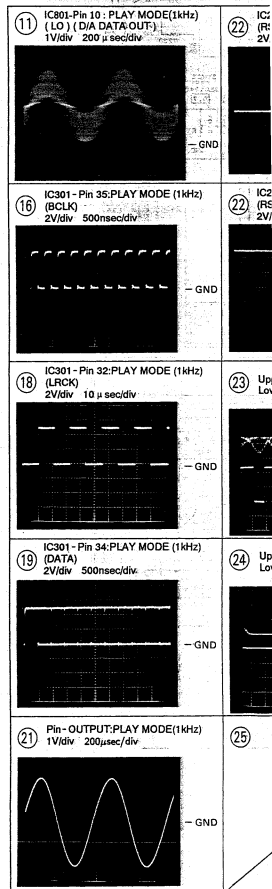 11
IC801-Pin 10 : PLAY MODE(1kHz)
( LO ) ( D/A DATA OUT )
1V/div 200 μ sec/div
GND
22
2V/
16
IC301 - Pin 35:PLAY MODE (1kHz)
(BCLK)
2V/div 500nsec/div
GND
22
2V/
18
IC301 - Pin 32:PLAY MODE (1kHz)
(LRCK)
2V/div 10 μ sec/div
GND
23
19
IC301 - Pin 34:PLAY MODE (1kHz)
(DATA)
2V/div 500nsec/div
GND
24
21
Pin - OUTPUT:PLAY MODE(1kHz)
1V/div 200μsec/div
GND
25